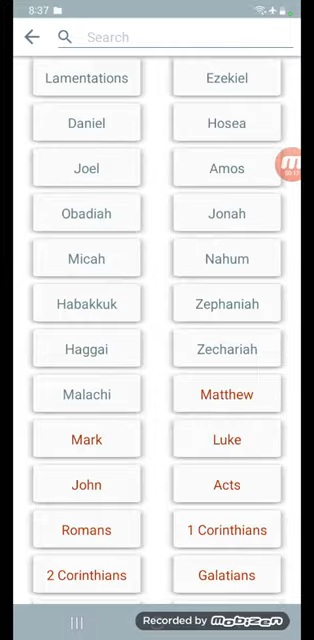 8:37
Search
Lamentations Ezekiel
Daniel Hosea
Joel Amos
Obadiah Jonah
Micah Nahum
Habakkuk Zephaniah
Haggai Zechariah
Malachi Matthew
Mark Luke
John Acts
Romans 1 Corinthians
2 Corinthians Galatians
Recorded by mobizen